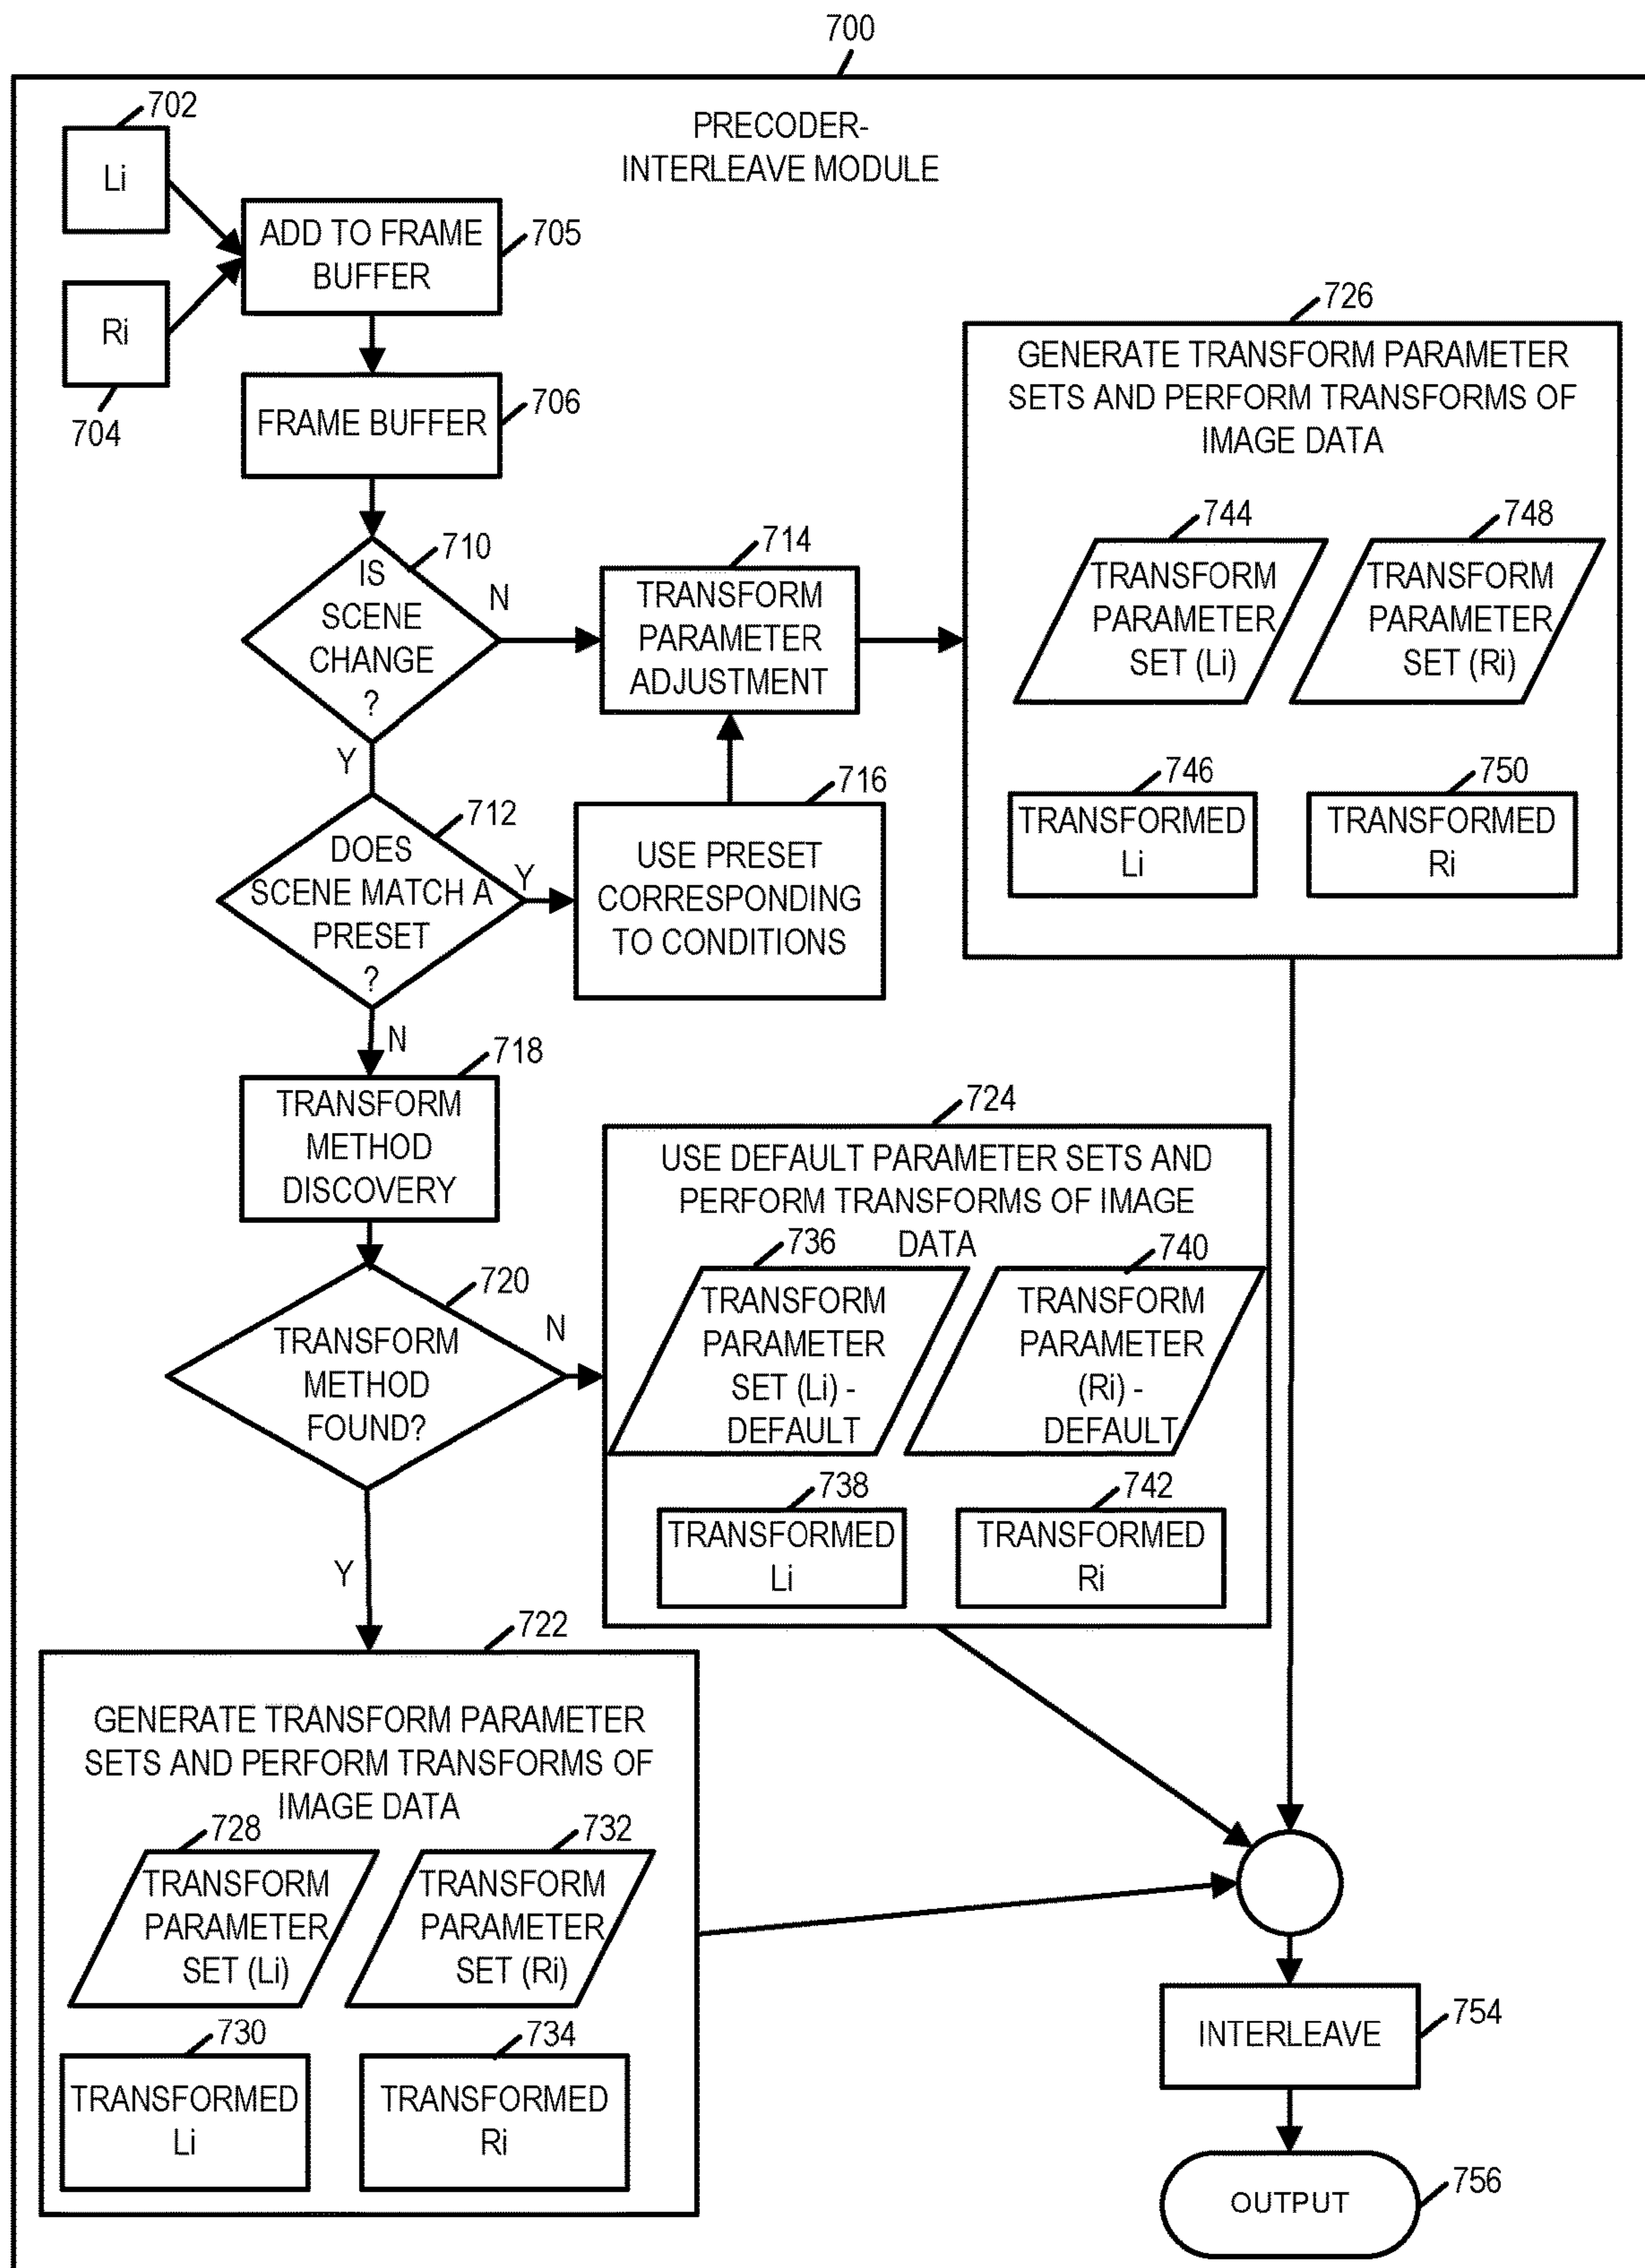 700
PRECODER-
INTERLEAVE MODULE
702
Li
Ri
704
ADD TO FRAME
BUFFER
705
FRAME BUFFER
706
IS
SCENE
CHANGE
?
710
N
Y
TRANSFORM
PARAMETER
ADJUSTMENT
714
DOES
SCENE MATCH A
PRESET
?
712
Y
N
USE PRESET
CORRESPONDING
TO CONDITIONS
716
726
GENERATE TRANSFORM PARAMETER
SETS AND PERFORM TRANSFORMS OF
IMAGE DATA
744
TRANSFORM
PARAMETER
SET (Li)
748
TRANSFORM
PARAMETER
SET (Ri)
746
TRANSFORMED
Li
750
TRANSFORMED
Ri
718
TRANSFORM
METHOD
DISCOVERY
720
TRANSFORM
METHOD
FOUND?
N
Y
724
USE DEFAULT PARAMETER SETS AND
PERFORM TRANSFORMS OF IMAGE
DATA
736
TRANSFORM
PARAMETER
SET (Li) -
DEFAULT
740
TRANSFORM
PARAMETER
(Ri) -
DEFAULT
738
TRANSFORMED
Li
742
TRANSFORMED
Ri
722
GENERATE TRANSFORM PARAMETER
SETS AND PERFORM TRANSFORMS OF
IMAGE DATA
728
TRANSFORM
PARAMETER
SET (Li)
732
TRANSFORM
PARAMETER
SET (Ri)
730
TRANSFORMED
Li
734
TRANSFORMED
Ri
INTERLEAVE
754
OUTPUT
756